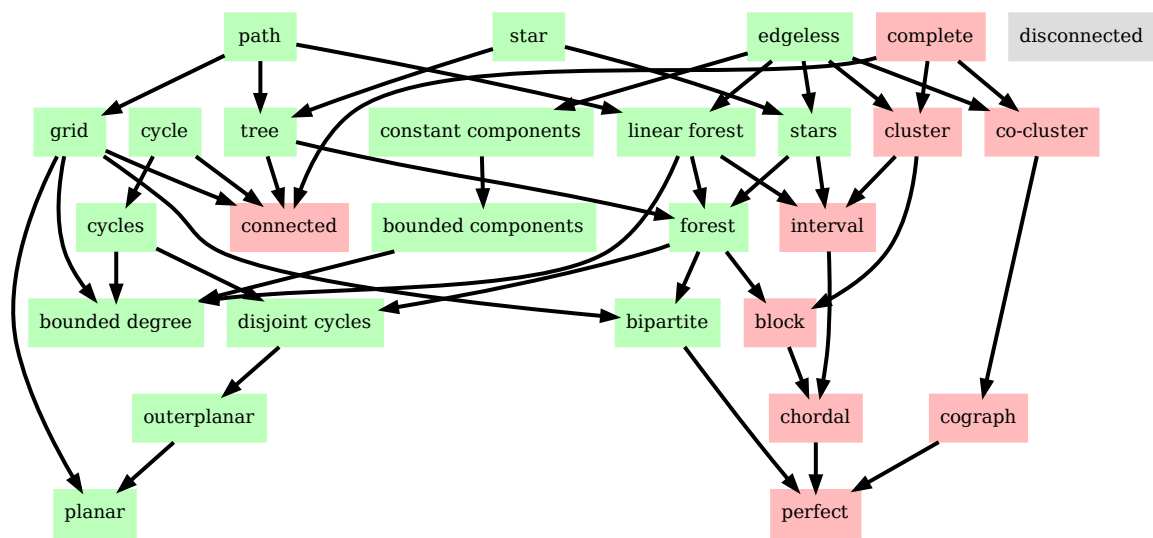 path
star
edgeless
complete
disconnected
grid
cycle
tree
constant components
linear forest
stars
cluster
co-cluster
cycles
connected
bounded components
forest
interval
bounded degree
disjoint cycles
bipartite
block
outerplanar
chordal
cograph
planar
perfect